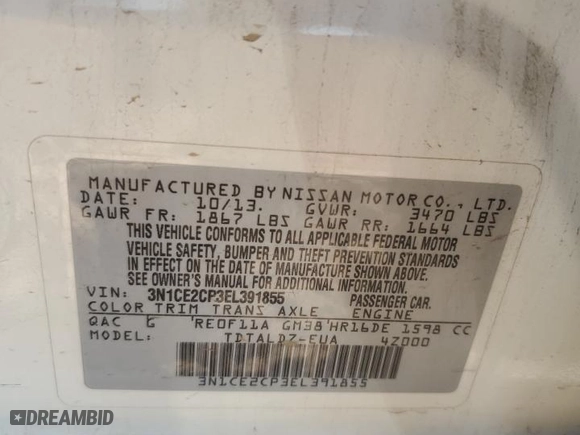 MANUFACTURED BY NISSAN MOTOR CO., LTD.
DATE: 10/13. GVWR: 3470 LBS
GAWR FR: 1867 LBS GAWR RR: 1664 LBS
THIS VEHICLE CONFORMS TO ALL APPLICABLE FEDERAL MOTOR
VEHICLE SAFETY, BUMPER AND THEFT PREVENTION STANDARDS
IN EFFECT ON THE DATE OF MANUFACTURE SHOWN ABOVE.
SEE OWNER'S MANUAL FOR ADDITIONAL INFORMATION.
VIN: 3N1CE2CP3EL391855 PASSENGER CAR.
COLOR TRIM TRANS AXLE ENGINE
QAC G 'RE0F11A GM38'HR16DE 1598 CC
MODEL: TDTALD7-EUA 4Z000
3N1CE2CP3EL391855
DREAMBID